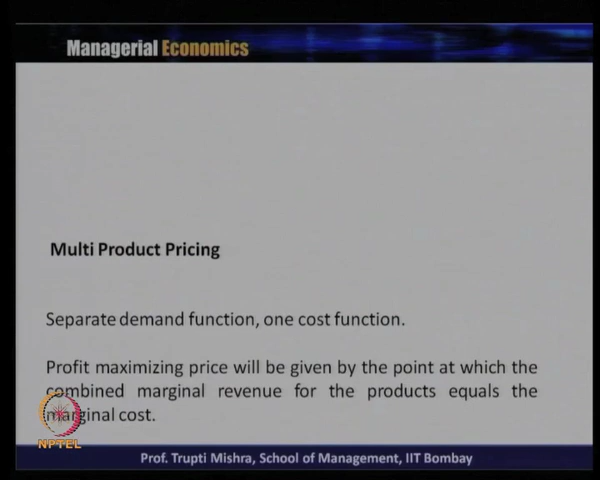 Managerial Economics
Multi Product Pricing
Separate demand function, one cost function.
Profit maximizing price will be given by the point at which the
combined marginal revenue for the products equals the
marginal cost.
NPTEL
Prof. Trupti Mishra, School of Management, IIT Bombay